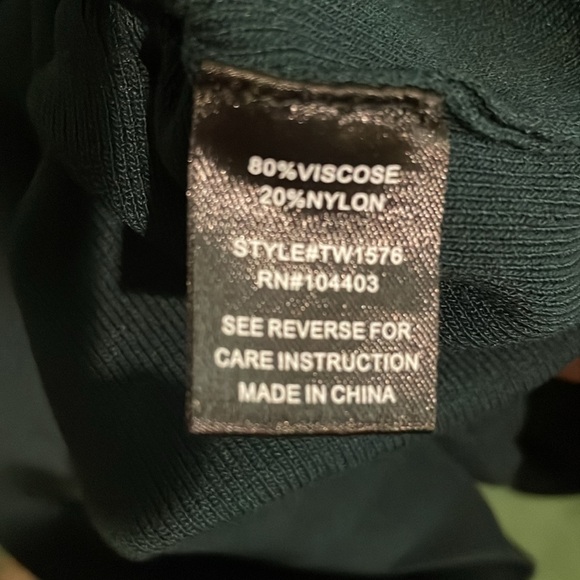 80%VISCOSE
20%NYLON
STYLE#TW1576
RN#104403
SEE REVERSE FOR
CARE INSTRUCTION
MADE IN CHINA